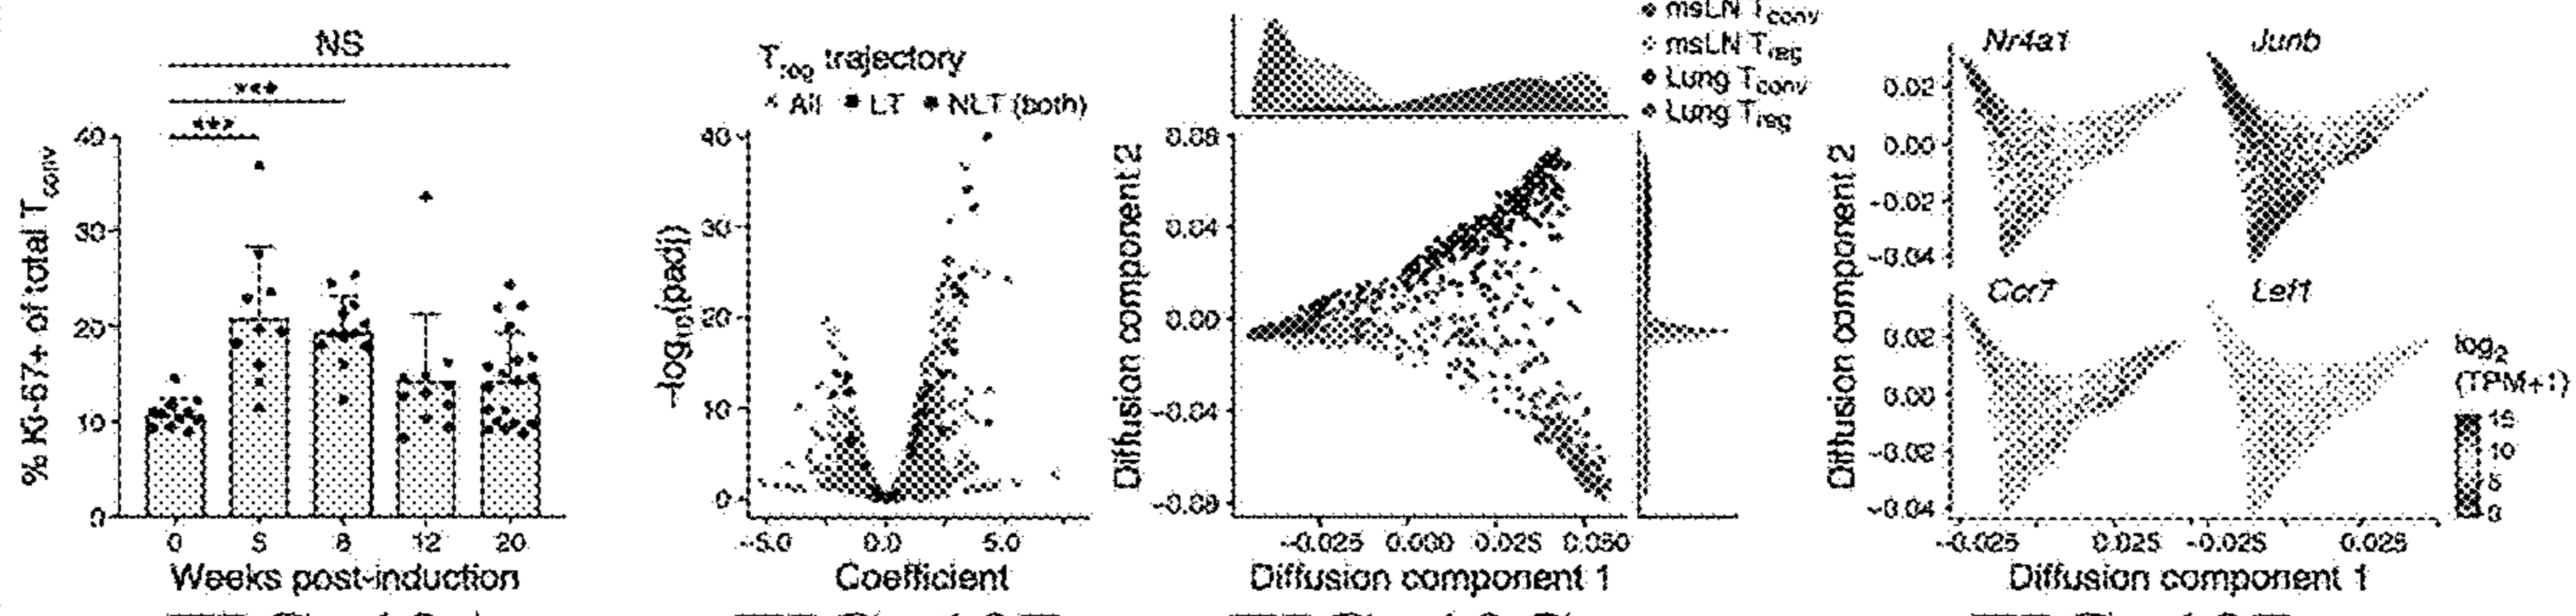 NS
***
***
% Ki-67+ of total Tconv
40
30
20
10
0
0 5 8 12 20
Weeks post-induction
Treg trajectory
All LT NLT (both)
-log10(padj)
40
30
20
10
0
-5.0 0.0 5.0
Coefficient
msLN Tconv
msLN Treg
Lung Tconv
Lung Treg
Diffusion component 2
0.08
0.04
0.00
-0.04
-0.08
-0.025 0.000 0.025 0.050
Diffusion component 1
Nr4a1 Junb
Diffusion component 2
0.02
0.00
-0.02
-0.04
Ccr7 Lef1
0.02
0.00
-0.02
-0.04
-0.025 0.025 -0.025 0.025
Diffusion component 1
log2
(TPM+1)
15
10
5
0